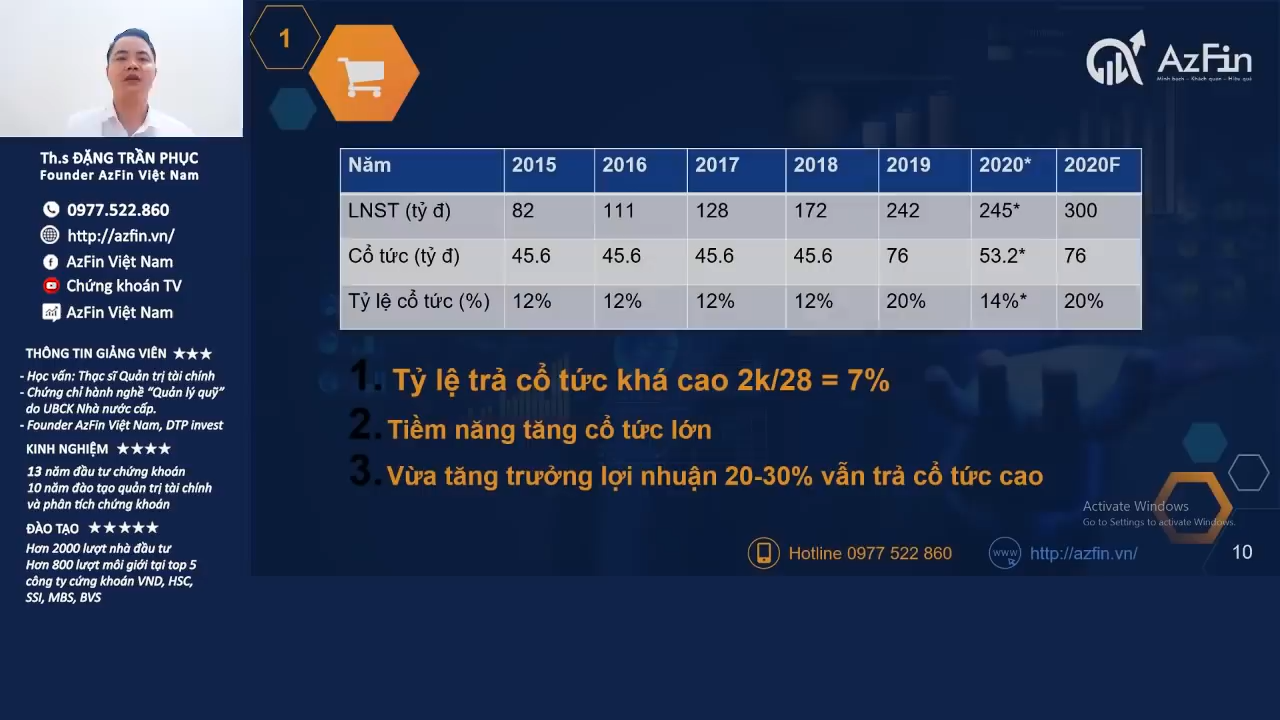 Th.s ĐẶNG TRẦN PHỤC
Founder AzFin Việt Nam
0977.522.860
http://azfin.vn/
AzFin Việt Nam
Chứng khoán TV
AzFin Việt Nam
THÔNG TIN GIẢNG VIÊN ★★★
- Học vấn: Thạc sĩ Quản trị tài chính
- Chứng chỉ hành nghề “Quản lý quỹ”
do UBCK Nhà nước cấp.
- Founder AzFin Việt Nam, DTP invest
KINH NGHIỆM ★★★★
13 năm đầu tư chứng khoán
10 năm đào tạo quản trị tài chính
và phân tích chứng khoán
ĐÀO TẠO ★★★★★
Hơn 2000 lượt nhà đầu tư
Hơn 800 lượt môi giới tại top 5
công ty cứng khoán VND, HSC,
SSI, MBS, BVS
1
AzFin
Minh bạch - Khách quan - Hiệu quả
Năm 2015 2016 2017 2018 2019 2020* 2020F
LNST (tỷ đ) 82 111 128 172 242 245* 300
Cổ tức (tỷ đ) 45.6 45.6 45.6 45.6 76 53.2* 76
Tỷ lệ cổ tức (%) 12% 12% 12% 12% 20% 14%* 20%
1. Tỷ lệ trả cổ tức khá cao 2k/28 = 7%
2. Tiềm năng tăng cổ tức lớn
3. Vừa tăng trưởng lợi nhuận 20-30% vẫn trả cổ tức cao
Activate Windows
Go to Settings to activate Windows.
Hotline 0977 522 860
www
http://azfin.vn/
10